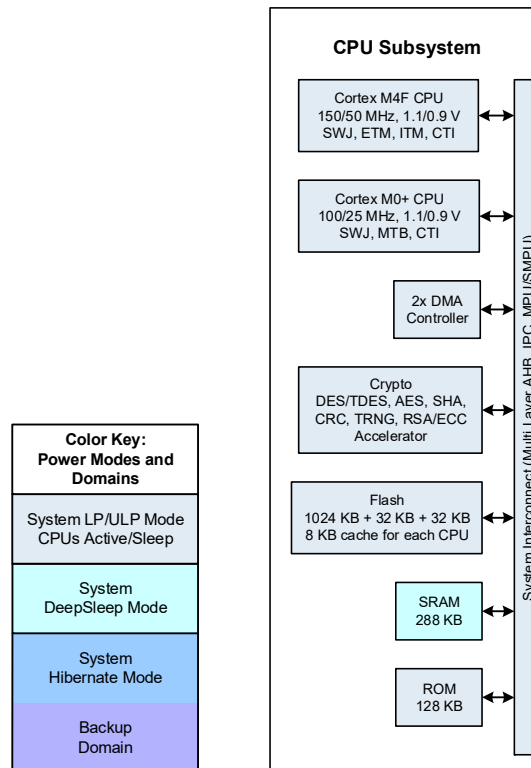 CPU Subsystem
Cortex M4F CPU
150/50 MHz, 1.1/0.9 V
SWJ, ETM, ITM, CTI
Cortex M0+ CPU
100/25 MHz, 1.1/0.9 V
SWJ, MTB, CTI
2x DMA
Controller
Crypto
DES/TDES, AES, SHA,
CRC, TRNG, RSA/ECC
Accelerator
Flash
1024 KB + 32 KB + 32 KB
8 KB cache for each CPU
SRAM
288 KB
ROM
128 KB
System Interconnect (Multi Layer AHB, IPC, MPU/SMPU)
Color Key:
Power Modes and
Domains
System LP/ULP Mode
CPUs Active/Sleep
System
DeepSleep Mode
System
Hibernate Mode
Backup
Domain